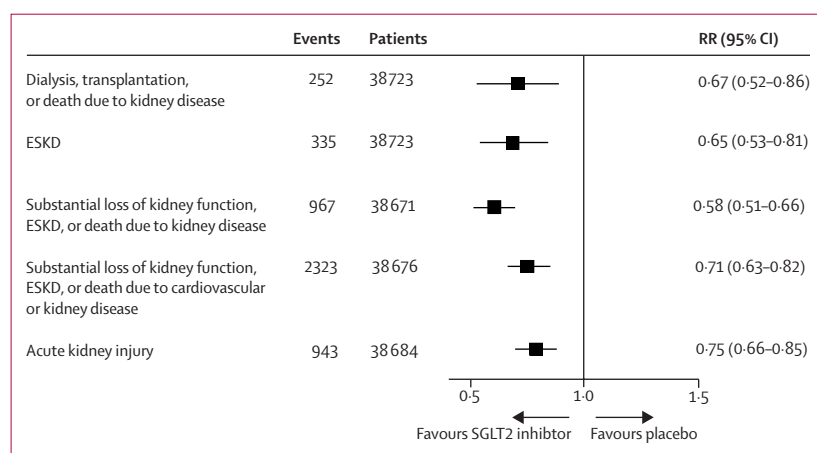 Events Patients RR (95% CI)
Dialysis, transplantation, 252 38723 0·67 (0·52–0·86)
or death due to kidney disease
ESKD 335 38723 0·65 (0·53–0·81)
Substantial loss of kidney function, 967 38671 0·58 (0·51–0·66)
ESKD, or death due to kidney disease
Substantial loss of kidney function, 2323 38676 0·71 (0·63–0·82)
ESKD, or death due to cardiovascular
or kidney disease
Acute kidney injury 943 38684 0·75 (0·66–0·85)
0·5 1·0 1·5
Favours SGLT2 inhibtor Favours placebo